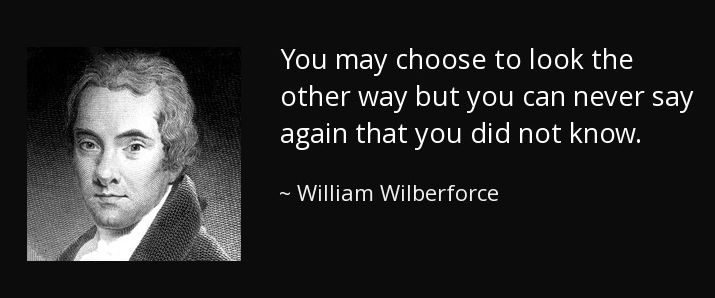 You may choose to look the
other way but you can never say
again that you did not know.
~ William Wilberforce